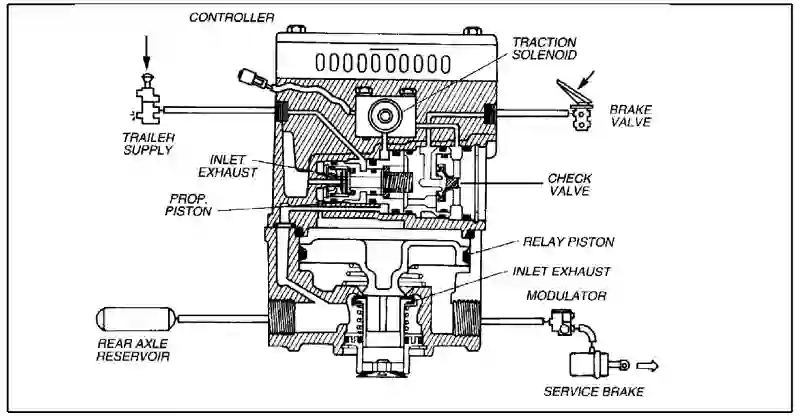 CONTROLLER
TRACTION
SOLENOID
TRAILER
SUPPLY
BRAKE
VALVE
INLET
EXHAUST
CHECK
VALVE
PROP.
PISTON
RELAY PISTON
INLET EXHAUST
MODULATOR
REAR AXLE
RESERVOIR
SERVICE BRAKE